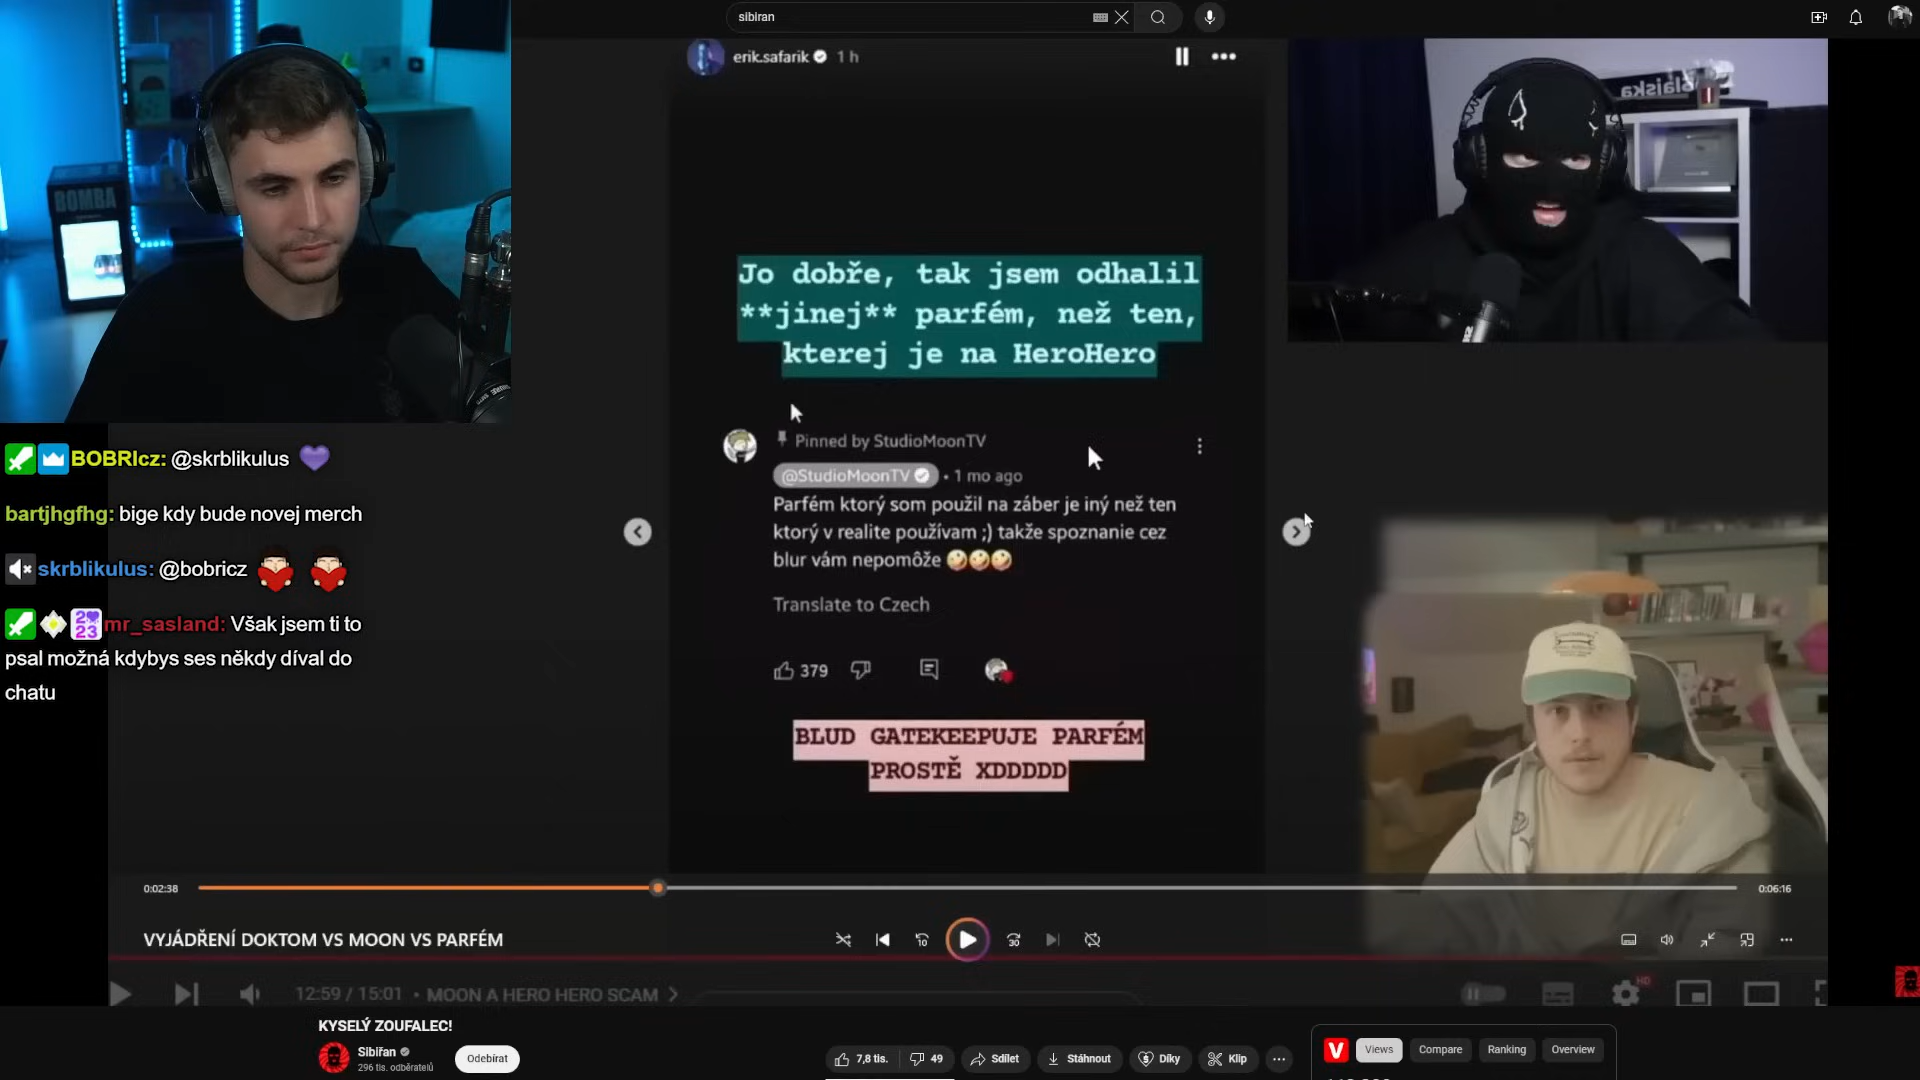 sibiran
erik.safarik 1 h
BOMBA
Jo dobře, tak jsem odhalil
**jinej** parfém, než ten,
kterej je na HeroHero
Pinned by StudioMoonTV
@StudioMoonTV • 1 mo ago
Parfém ktorý som použil na záber je iný než ten
ktorý v realite používam ;) takže spoznanie cez
blur vám nepomôže 🤪🤪🤪
Translate to Czech
379
BLUD GATEKEEPUJE PARFÉM
PROSTĚ XDDDDD
BOBRIcz: @skrblikulus 💜
bartjhgfhg: bige kdy bude novej merch
skrblikulus: @bobricz
2023 mr_sasland: Však jsem ti to
psal možná kdybys ses někdy díval do
chatu
0:02:38
0:06:16
VYJÁDŘENÍ DOKTOM VS MOON VS PARFÉM
10
30
12:59 / 15:01 • MOON A HERO HERO SCAM
HD
KYSELÝ ZOUFALEC!
Sibiřan
296 tis. odběratelů
Odebírat
7,8 tis.
49
Sdílet
Stáhnout
Díky
Klip
Views
Compare
Ranking
Overview